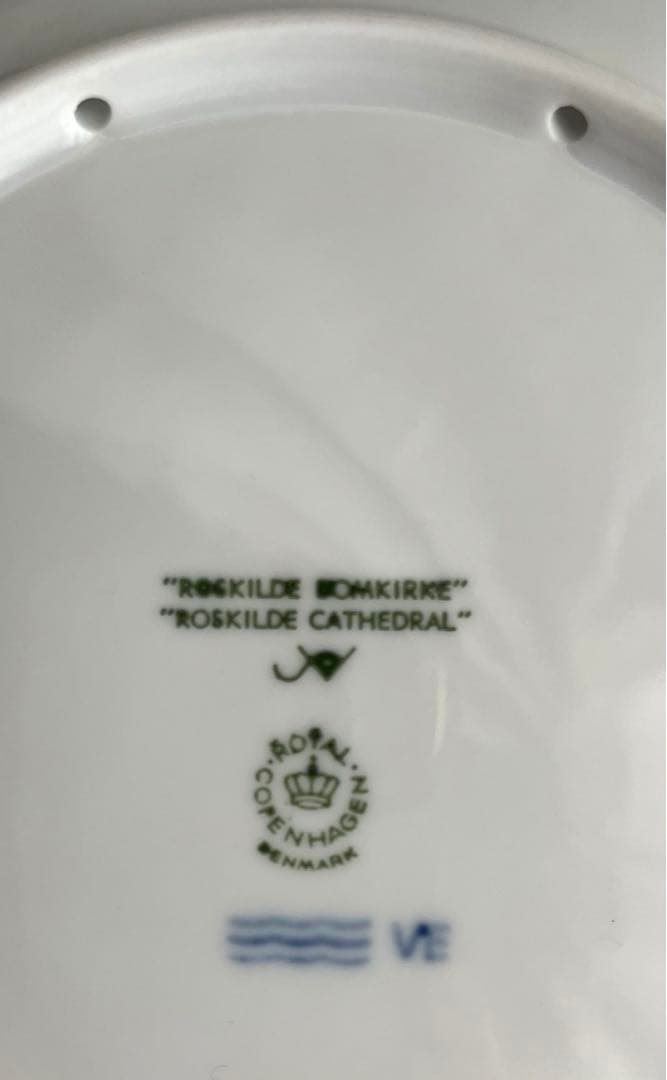 "ROSKILDE DOMKIRKE"
"ROSKILDE CATHEDRAL"
ROYAL
COPENHAGEN
DENMARK
VE